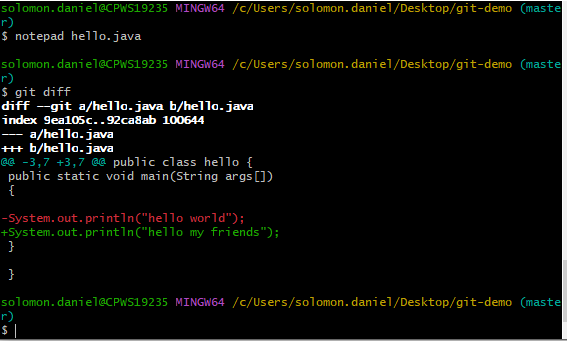 solomon.daniel@CPWS19235 MINGW64 /c/Users/solomon.daniel/Desktop/git-demo (maste
r)
$ notepad hello.java
solomon.daniel@CPWS19235 MINGW64 /c/Users/solomon.daniel/Desktop/git-demo (maste
r)
$ git diff
diff --git a/hello.java b/hello.java
index 9ea105c..92ca8ab 100644
--- a/hello.java
+++ b/hello.java
@@ -3,7 +3,7 @@ public class hello {
 public static void main(String args[])
 {
-System.out.println("hello world");
+System.out.println("hello my friends");
 }
 }
solomon.daniel@CPWS19235 MINGW64 /c/Users/solomon.daniel/Desktop/git-demo (maste
r)
$